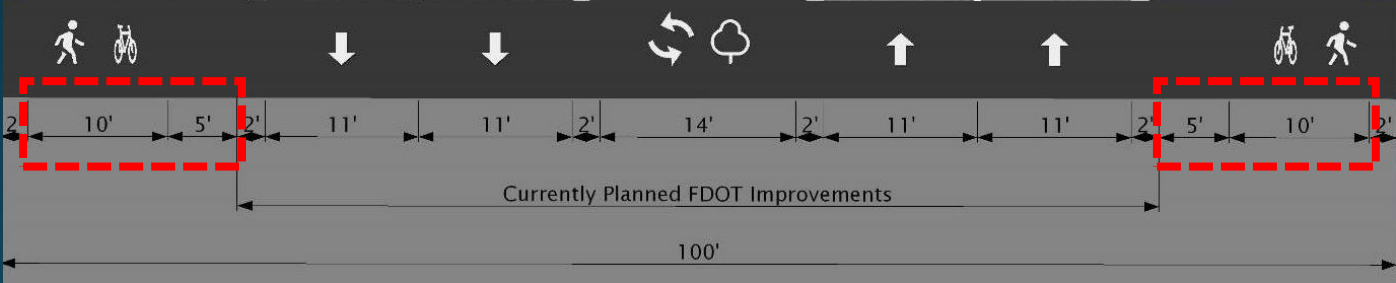 2' 10' 5' 2' 11' 11' 2' 14' 2' 11' 11' 2' 5' 10' 2'
Currently Planned FDOT Improvements
100'